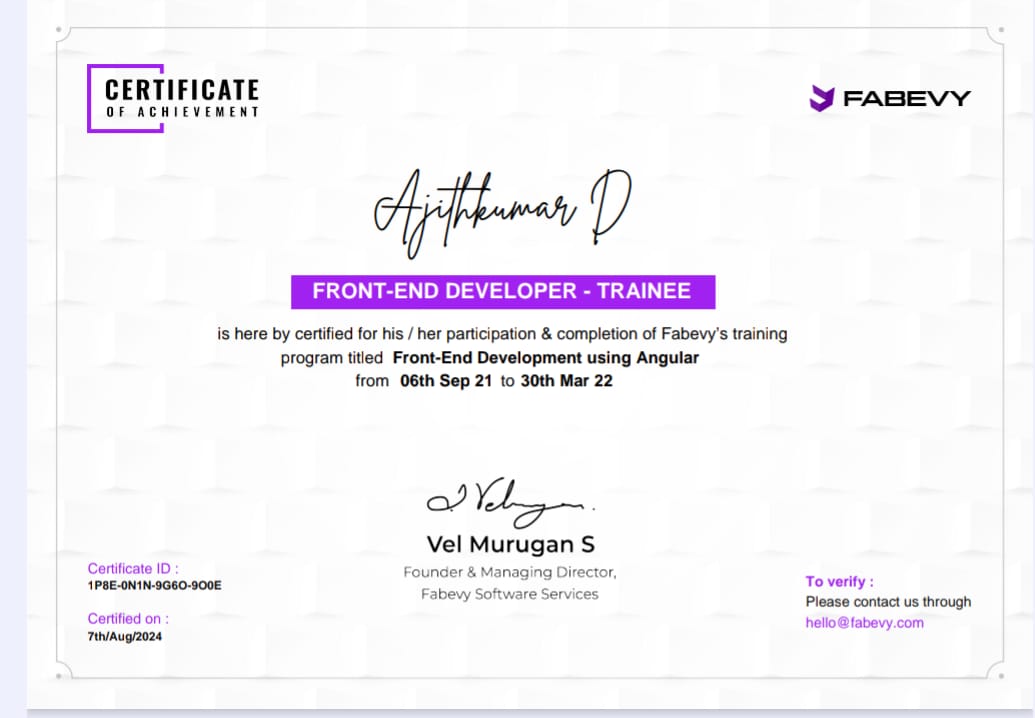 CERTIFICATE
OF ACHIEVEMENT
FABEVY
Ajithkumar D
FRONT-END DEVELOPER - TRAINEE
is here by certified for his / her participation & completion of Fabevy's training
program titled Front-End Development using Angular
from 06th Sep 21 to 30th Mar 22
Vel Murugan S
Founder & Managing Director,
Fabevy Software Services
Certificate ID :
1P8E-0N1N-9G6O-9O0E
Certified on :
7th/Aug/2024
To verify :
Please contact us through
hello@fabevy.com